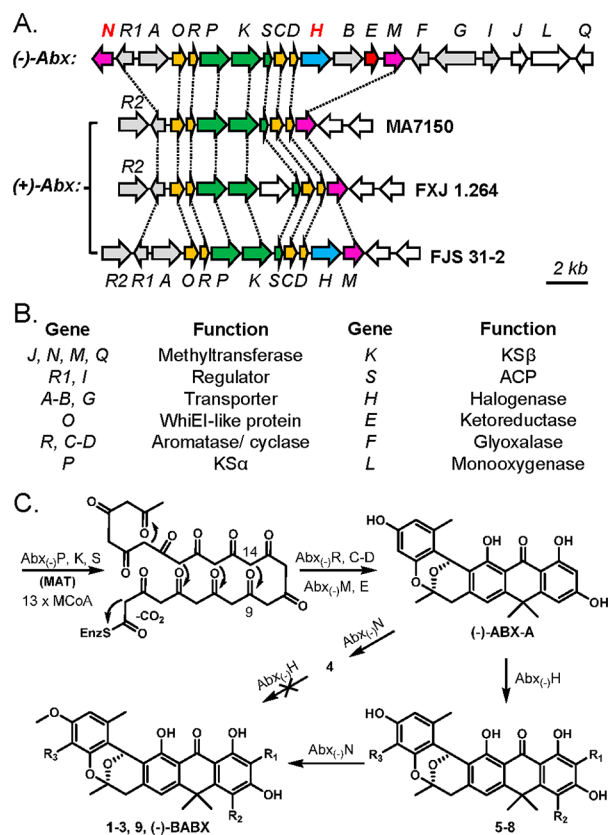 A.
N R1 A O R P K S C D H B E M F G I J L Q
(-)-Abx:
R2
MA7150
R2
(+)-Abx:
FXJ 1.264
FJS 31-2
R2 R1 A O R P K S C D H M
2 kb
B.
Gene Function Gene Function
J, N, M, Q Methyltransferase K KSβ
R1, I Regulator S ACP
A-B, G Transporter H Halogenase
O WhiEI-like protein E Ketoreductase
R, C-D Aromatase/ cyclase F Glyoxalase
P KSα L Monooxygenase
C.
Abx(-)P, K, S
(MAT)
13 x MCoA
O O O O O O O 14
O O O O O 9 O
-CO2
EnzS O
Abx(-)R, C-D
Abx(-)M, E
HO OH O OH
O
O OH
(-)-ABX-A
Abx(-)N
4
Abx(-)H
Abx(-)H
O OH O OH
R3 O R1
O OH
R2
1-3, 9, (-)-BABX
Abx(-)N
HO OH O OH
R3 O R1
O OH
R2
5-8